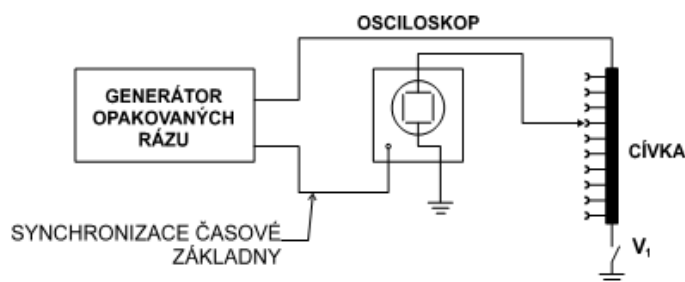 OSCILOSKOP
GENERÁTOR
OPAKOVANÝCH
RÁZU
CÍVKA
SYNCHRONIZACE ČASOVÉ
ZÁKLADNY
V₁